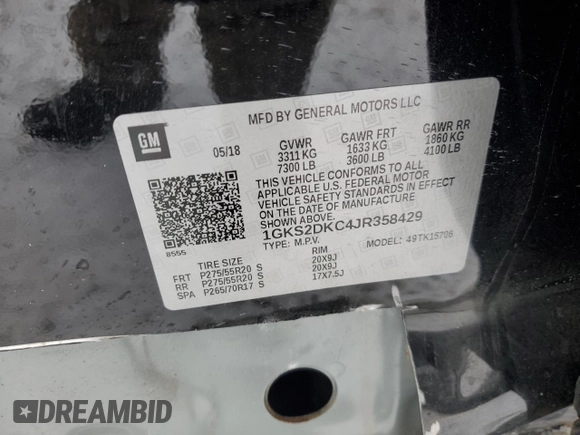 MFD BY GENERAL MOTORS LLC
GM
05/18
GVWR
3311 KG
7300 LB
GAWR FRT
1633 KG
3600 LB
GAWR RR
1860 KG
4100 LB
THIS VEHICLE CONFORMS TO ALL
APPLICABLE U.S. FEDERAL MOTOR
VEHICLE SAFETY STANDARDS IN EFFECT
ON THE DATE OF MANUFACTURE
SHOWN ABOVE.
1GKS2DKC4JR358429
TYPE: M.P.V. MODEL: 49TK15706
8555
TIRE SIZE RIM
FRT P275/55R20 S 20X9J
RR P275/55R20 S 20X9J
SPA P265/70R17 S 17X7.5J
DREAMBID